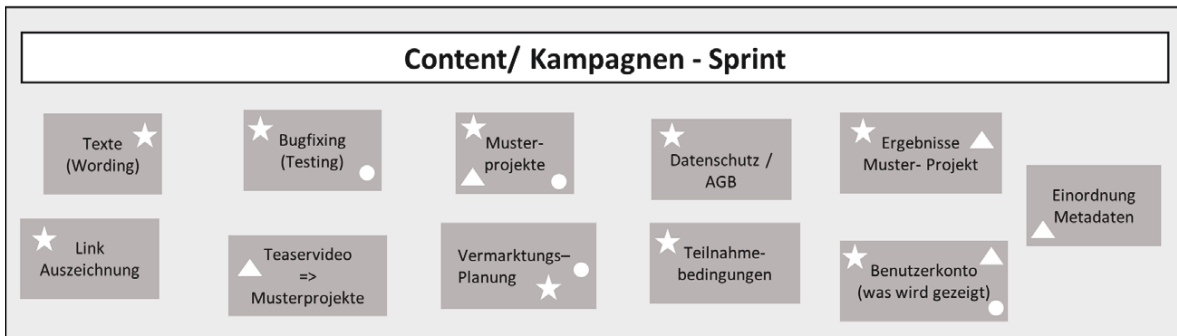 Content/ Kampagnen - Sprint
Texte
(Wording)
Bugfixing
(Testing)
Muster-
projekte
Datenschutz /
AGB
Ergebnisse
Muster- Projekt
Einordnung
Metadaten
Link
Auszeichnung
Teaservideo
=>
Musterprojekte
Vermarktungs–
Planung
Teilnahme-
bedingungen
Benutzerkonto
(was wird gezeigt)